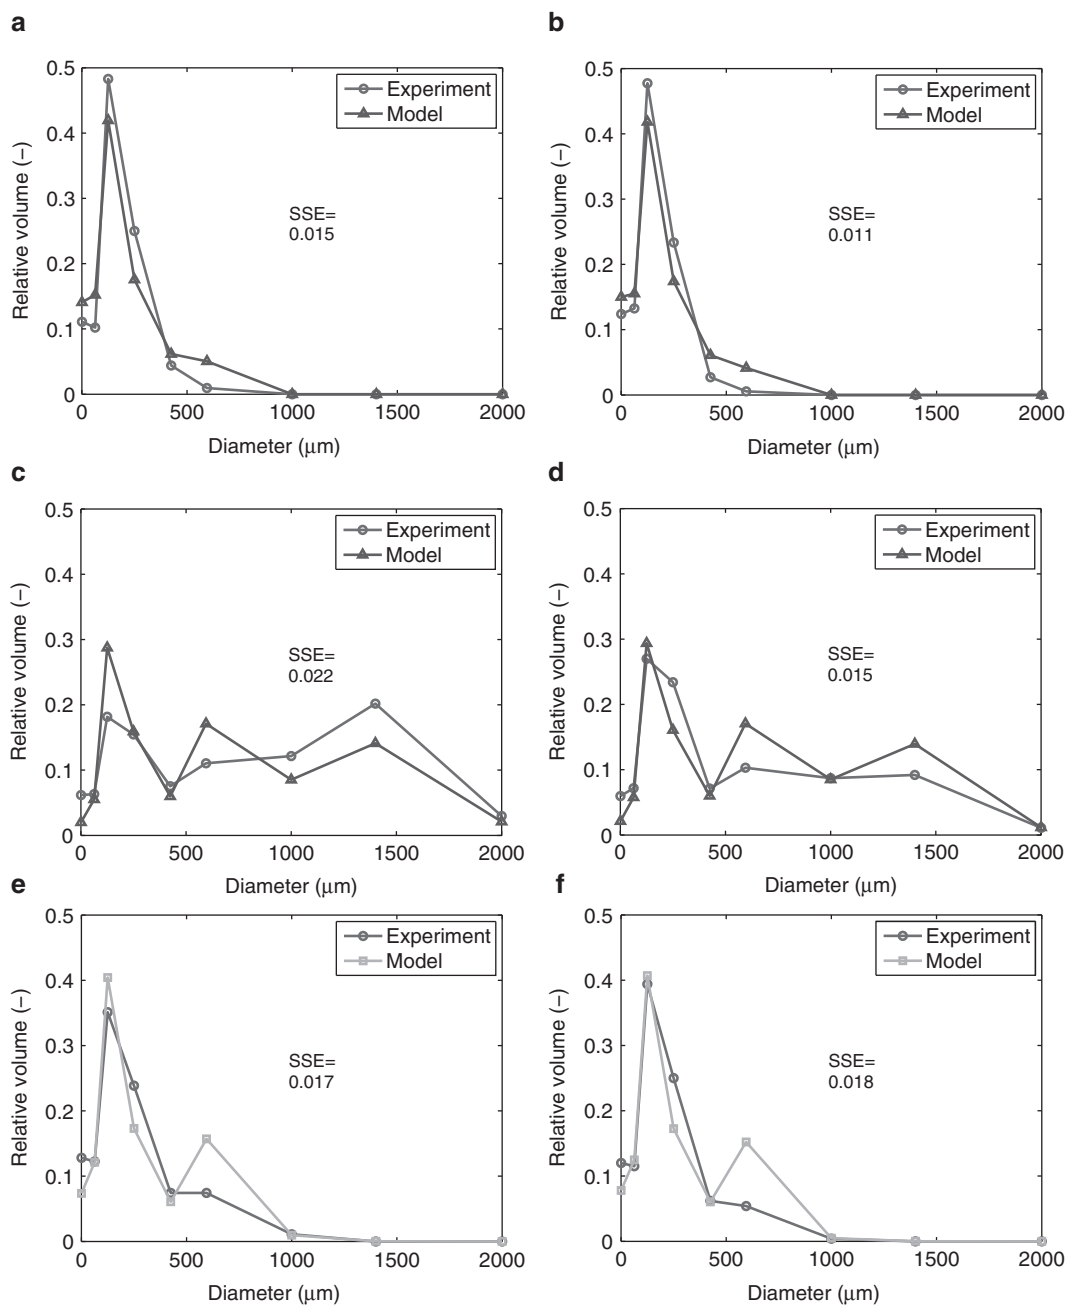 a
0.5
0.4
0.3
0.2
0.1
0
Relative volume (−)
Experiment
Model
SSE=
0.015
0 500 1000 1500 2000
Diameter (μm)
b
0.5
0.4
0.3
0.2
0.1
0
Relative volume (−)
Experiment
Model
SSE=
0.011
0 500 1000 1500 2000
Diameter (μm)
c
0.5
0.4
0.3
0.2
0.1
0
Relative volume (−)
Experiment
Model
SSE=
0.022
0 500 1000 1500 2000
Diameter (μm)
d
0.5
0.4
0.3
0.2
0.1
0
Relative volume (−)
Experiment
Model
SSE=
0.015
0 500 1000 1500 2000
Diameter (μm)
e
0.5
0.4
0.3
0.2
0.1
0
Relative volume (−)
Experiment
Model
SSE=
0.017
0 500 1000 1500 2000
Diameter (μm)
f
0.5
0.4
0.3
0.2
0.1
0
Relative volume (−)
Experiment
Model
SSE=
0.018
0 500 1000 1500 2000
Diameter (μm)